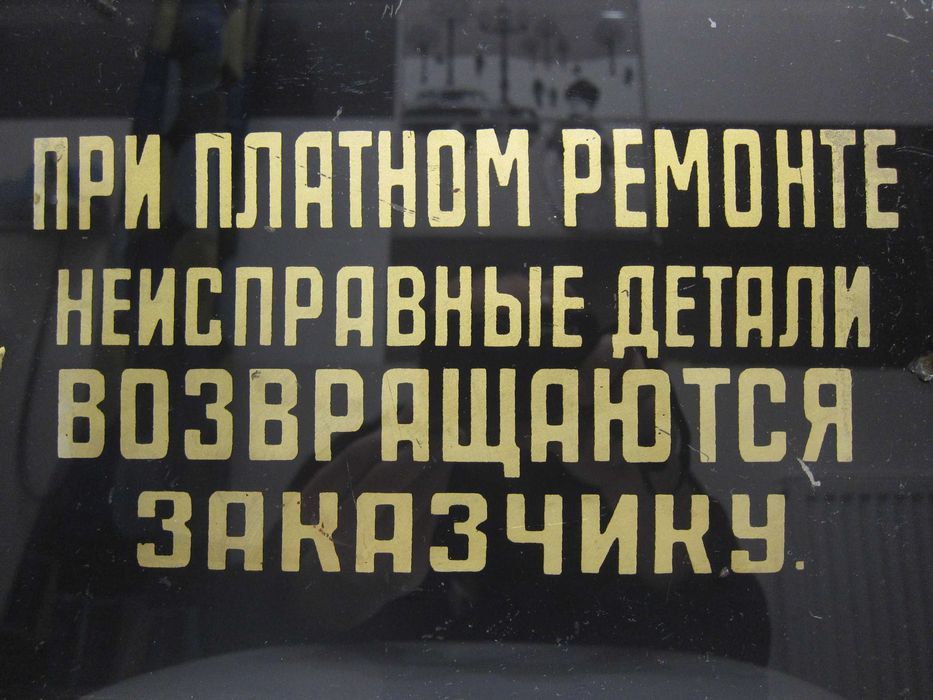 ПРИ ПЛАТНОМ РЕМОНТЕ
НЕИСПРАВНЫЕ ДЕТАЛИ
ВОЗВРАЩАЮТСЯ
ЗАКАЗЧИКУ.